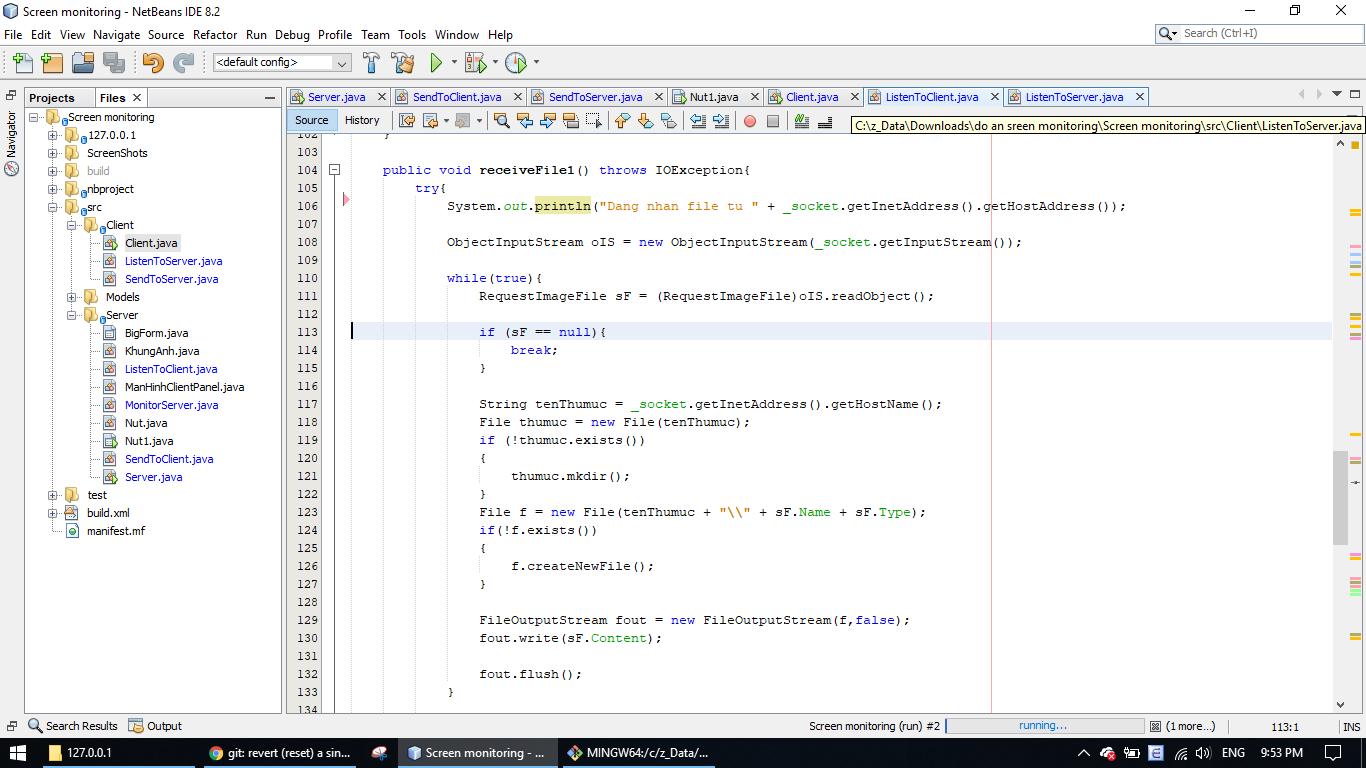 Screen monitoring - NetBeans IDE 8.2
File Edit View Navigate Source Refactor Run Debug Profile Team Tools Window Help
Search (Ctrl+I)
<default config>
Projects Files
Server.java SendToClient.java SendToServer.java Nut1.java Client.java ListenToClient.java ListenToServer.java
Source History
C:\z_Data\Downloads\do an sreen monitoring\Screen monitoring\src\Client\ListenToServer.java
Navigator
Screen monitoring
127.0.0.1
ScreenShots
build
nbproject
src
Client
Client.java
ListenToServer.java
SendToServer.java
Models
Server
BigForm.java
KhungAnh.java
ListenToClient.java
ManHinhClientPanel.java
MonitorServer.java
Nut.java
Nut1.java
SendToClient.java
Server.java
test
build.xml
manifest.mf
102 }
103
104 public void receiveFile1() throws IOException{
105 try{
106 System.out.println("Dang nhan file tu " + _socket.getInetAddress().getHostAddress());
107
108 ObjectInputStream oIS = new ObjectInputStream(_socket.getInputStream());
109
110 while(true){
111 RequestImageFile sF = (RequestImageFile)oIS.readObject();
112
113 if (sF == null){
114 break;
115 }
116
117 String tenThumuc = _socket.getInetAddress().getHostName();
118 File thumuc = new File(tenThumuc);
119 if (!thumuc.exists())
120 {
121 thumuc.mkdir();
122 }
123 File f = new File(tenThumuc + "\\" + sF.Name + sF.Type);
124 if(!f.exists())
125 {
126 f.createNewFile();
127 }
128
129 FileOutputStream fout = new FileOutputStream(f,false);
130 fout.write(sF.Content);
131
132 fout.flush();
133 }
134
Search Results Output
Screen monitoring (run) #2 running... (1 more...) 113:1 INS
127.0.0.1 git: revert (reset) a sin... Screen monitoring - ... MINGW64:/c/z_Data/... ENG 9:53 PM